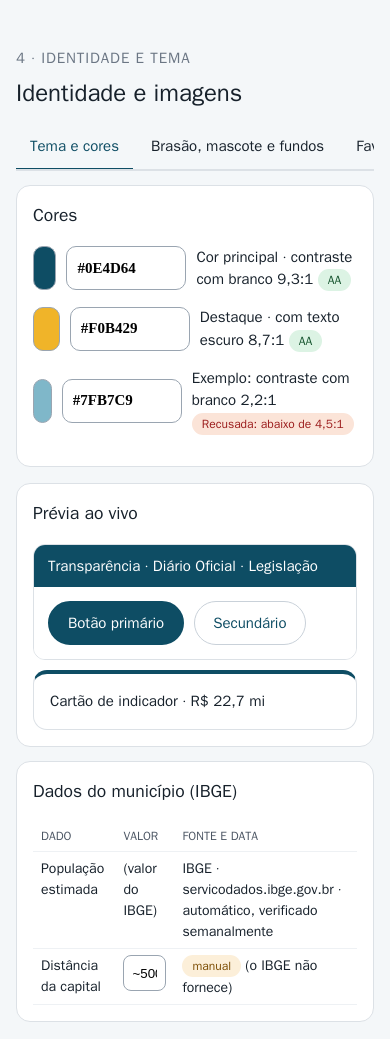 4 · IDENTIDADE E TEMA
Identidade e imagens
Tema e cores
Brasão, mascote e fundos
Fav
Cores
#0E4D64
Cor principal · contraste
com branco 9,3:1 AA
#F0B429
Destaque · com texto
escuro 8,7:1 AA
#7FB7C9
Exemplo: contraste com
branco 2,2:1
Recusada: abaixo de 4,5:1
Prévia ao vivo
Transparência · Diário Oficial · Legislação
Botão primário
Secundário
Cartão de indicador · R$ 22,7 mi
Dados do município (IBGE)
DADO VALOR FONTE E DATA
População
estimada
(valor
do
IBGE)
IBGE ·
servicodados.ibge.gov.br ·
automático, verificado
semanalmente
Distância
da capital
~50
manual (o IBGE não
fornece)